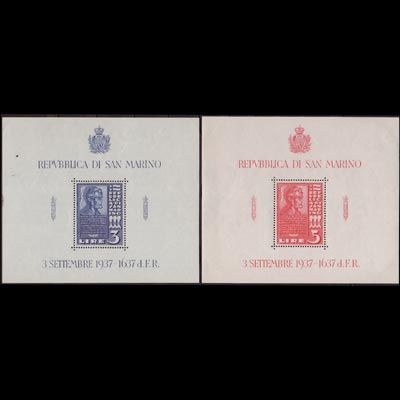 REPVBBLICA DI SAN MARINO
LIRE 3
3 SETTEMBRE 1937-1637 d.F.R.
REPVBBLICA DI SAN MARINO
LIRE 5
3 SETTEMBRE 1937-1637 d.F.R.